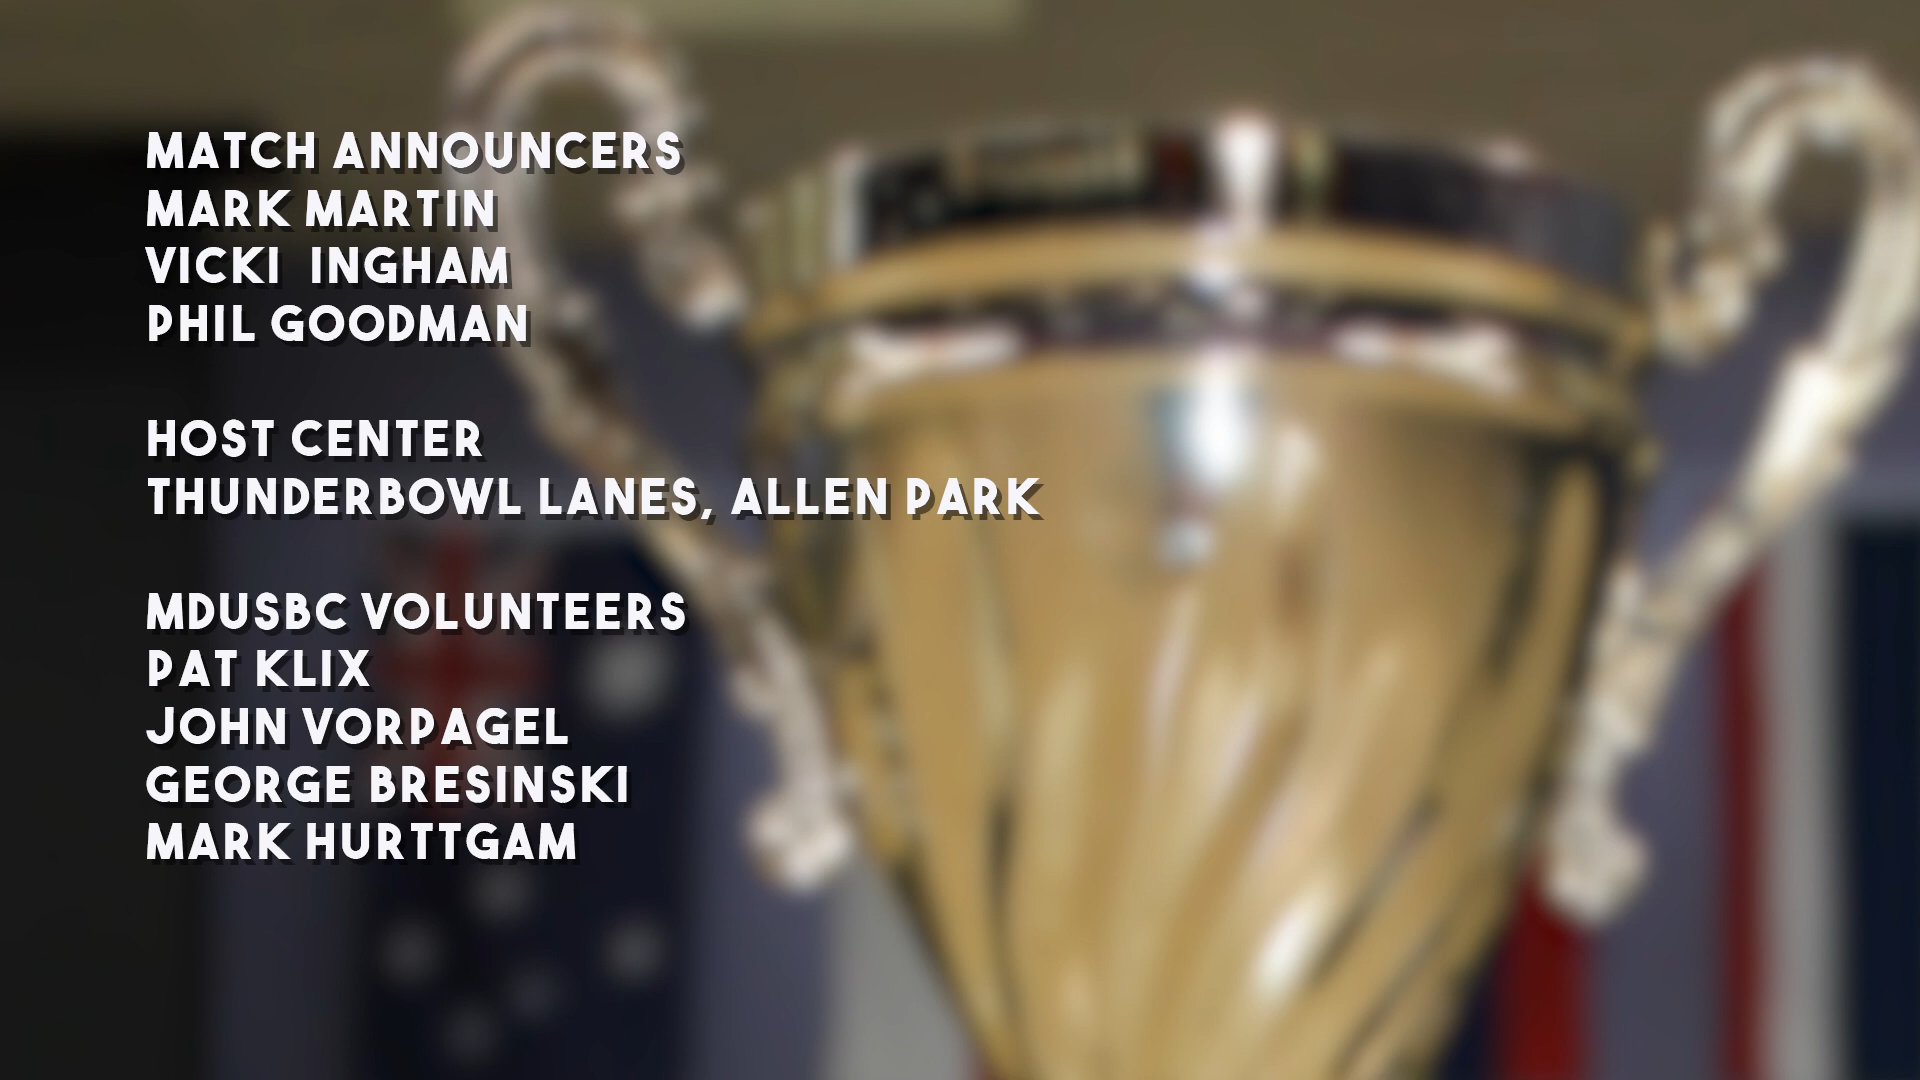 MATCH ANNOUNCERS
MARK MARTIN
VICKI  INGHAM
PHIL GOODMAN
HOST CENTER
THUNDERBOWL LANES, ALLEN PARK
MDUSBC VOLUNTEERS
PAT KLIX
JOHN VORPAGEL
GEORGE BRESINSKI
MARK HURTTGAM